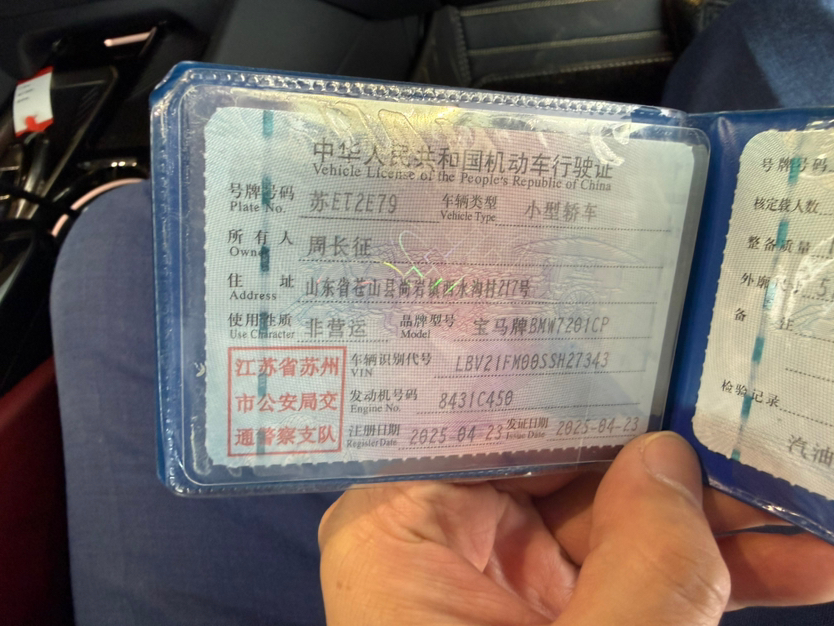 中华人民共和国机动车行驶证
Vehicle License of the People's Republic of China
号牌号码 苏ET2E79 车辆类型 小型轿车
Plate No. Vehicle Type
所有人 周长征
Owner
住址 山东省苍山县尚岩镇西水沟村217号
Address
使用性质 非营运 品牌型号 宝马牌BMW7201CP
Use Character Model
江苏省苏州
市公安局交
通警察支队
车辆识别代号 LBV21FM00SSH27343
VIN
发动机号码 8431C450
Engine No.
注册日期 2025-04-23 发证日期 2025-04-23
Register Date Issue Date
号牌号码
核定载人数
整备质量
外廓尺寸 5
备注
检验记录
汽油